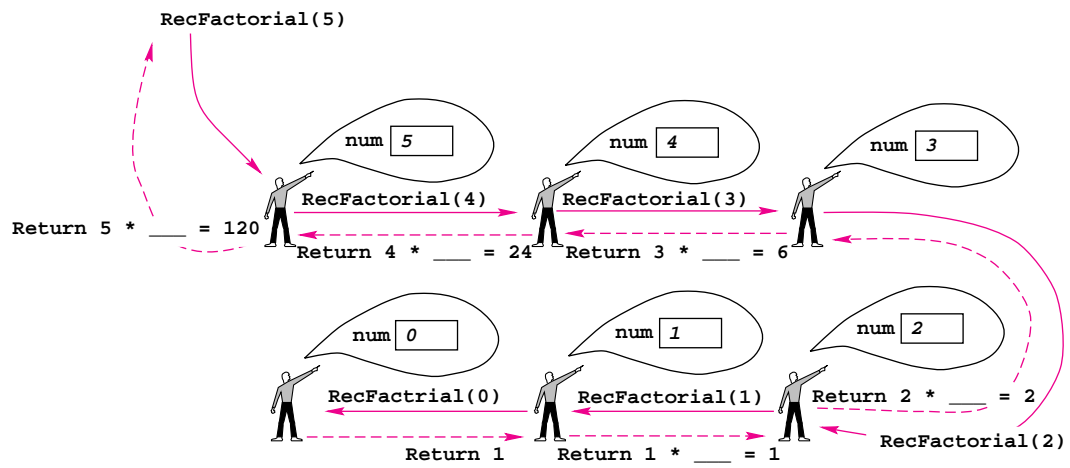 RecFactorial(5)
num 5
num 4
num 3
RecFactorial(4)
RecFactorial(3)
Return 5 * ___ = 120
Return 4 * ___ = 24
Return 3 * ___ = 6
num 0
num 1
num 2
RecFactrial(0)
RecFactorial(1)
Return 2 * ___ = 2
RecFactorial(2)
Return 1
Return 1 * ___ = 1